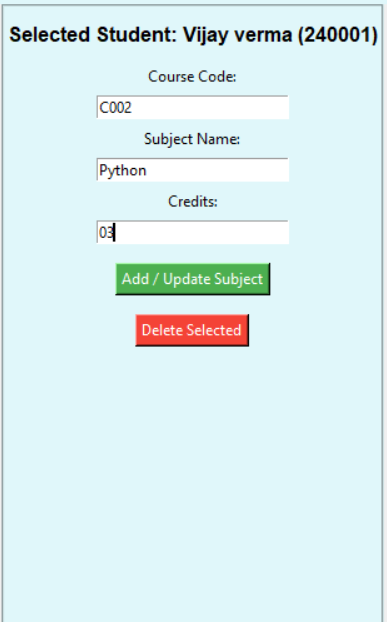 Selected Student: Vijay verma (240001)
Course Code:
C002
Subject Name:
Python
Credits:
03
Add / Update Subject
Delete Selected